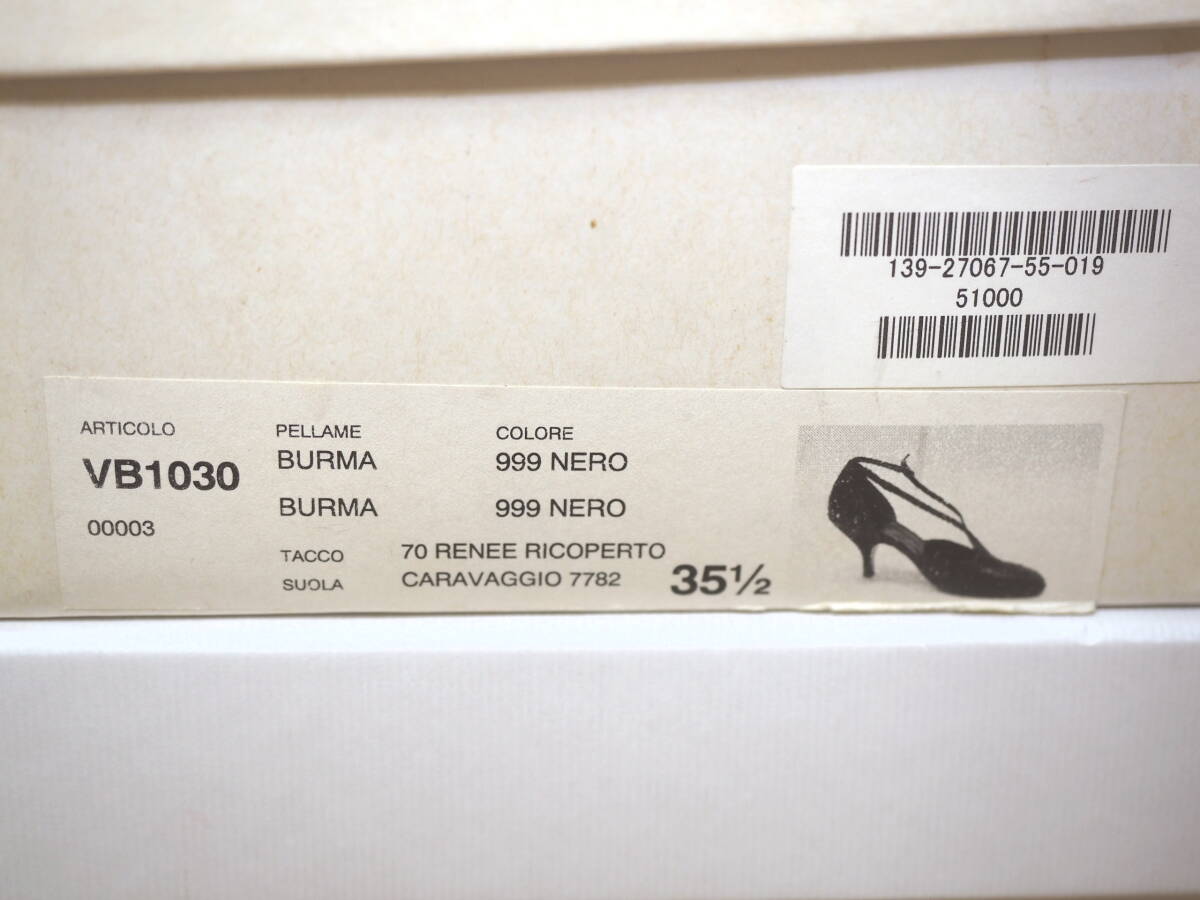 139-27067-55-019
51000
ARTICOLO PELLAME COLORE
VB1030 BURMA 999 NERO
BURMA 999 NERO
00003
TACCO 70 RENEE RICOPERTO
SUOLA CARAVAGGIO 7782 35½